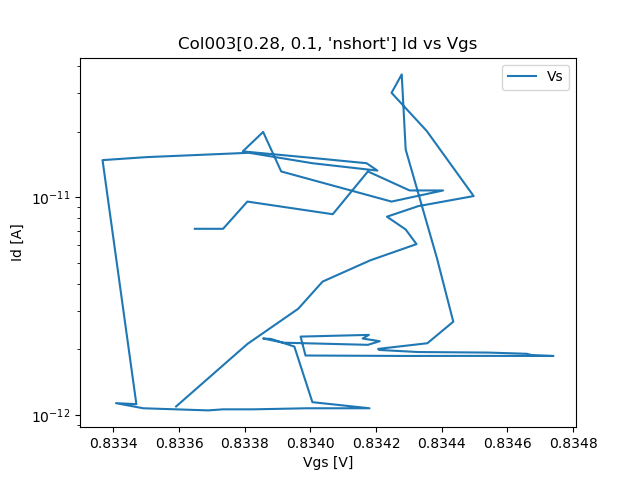 Col003[0.28, 0.1, 'nshort'] Id vs Vgs
Vs
10⁻¹¹
Id [A]
10⁻¹²
0.8334 0.8336 0.8338 0.8340 0.8342 0.8344 0.8346 0.8348
Vgs [V]